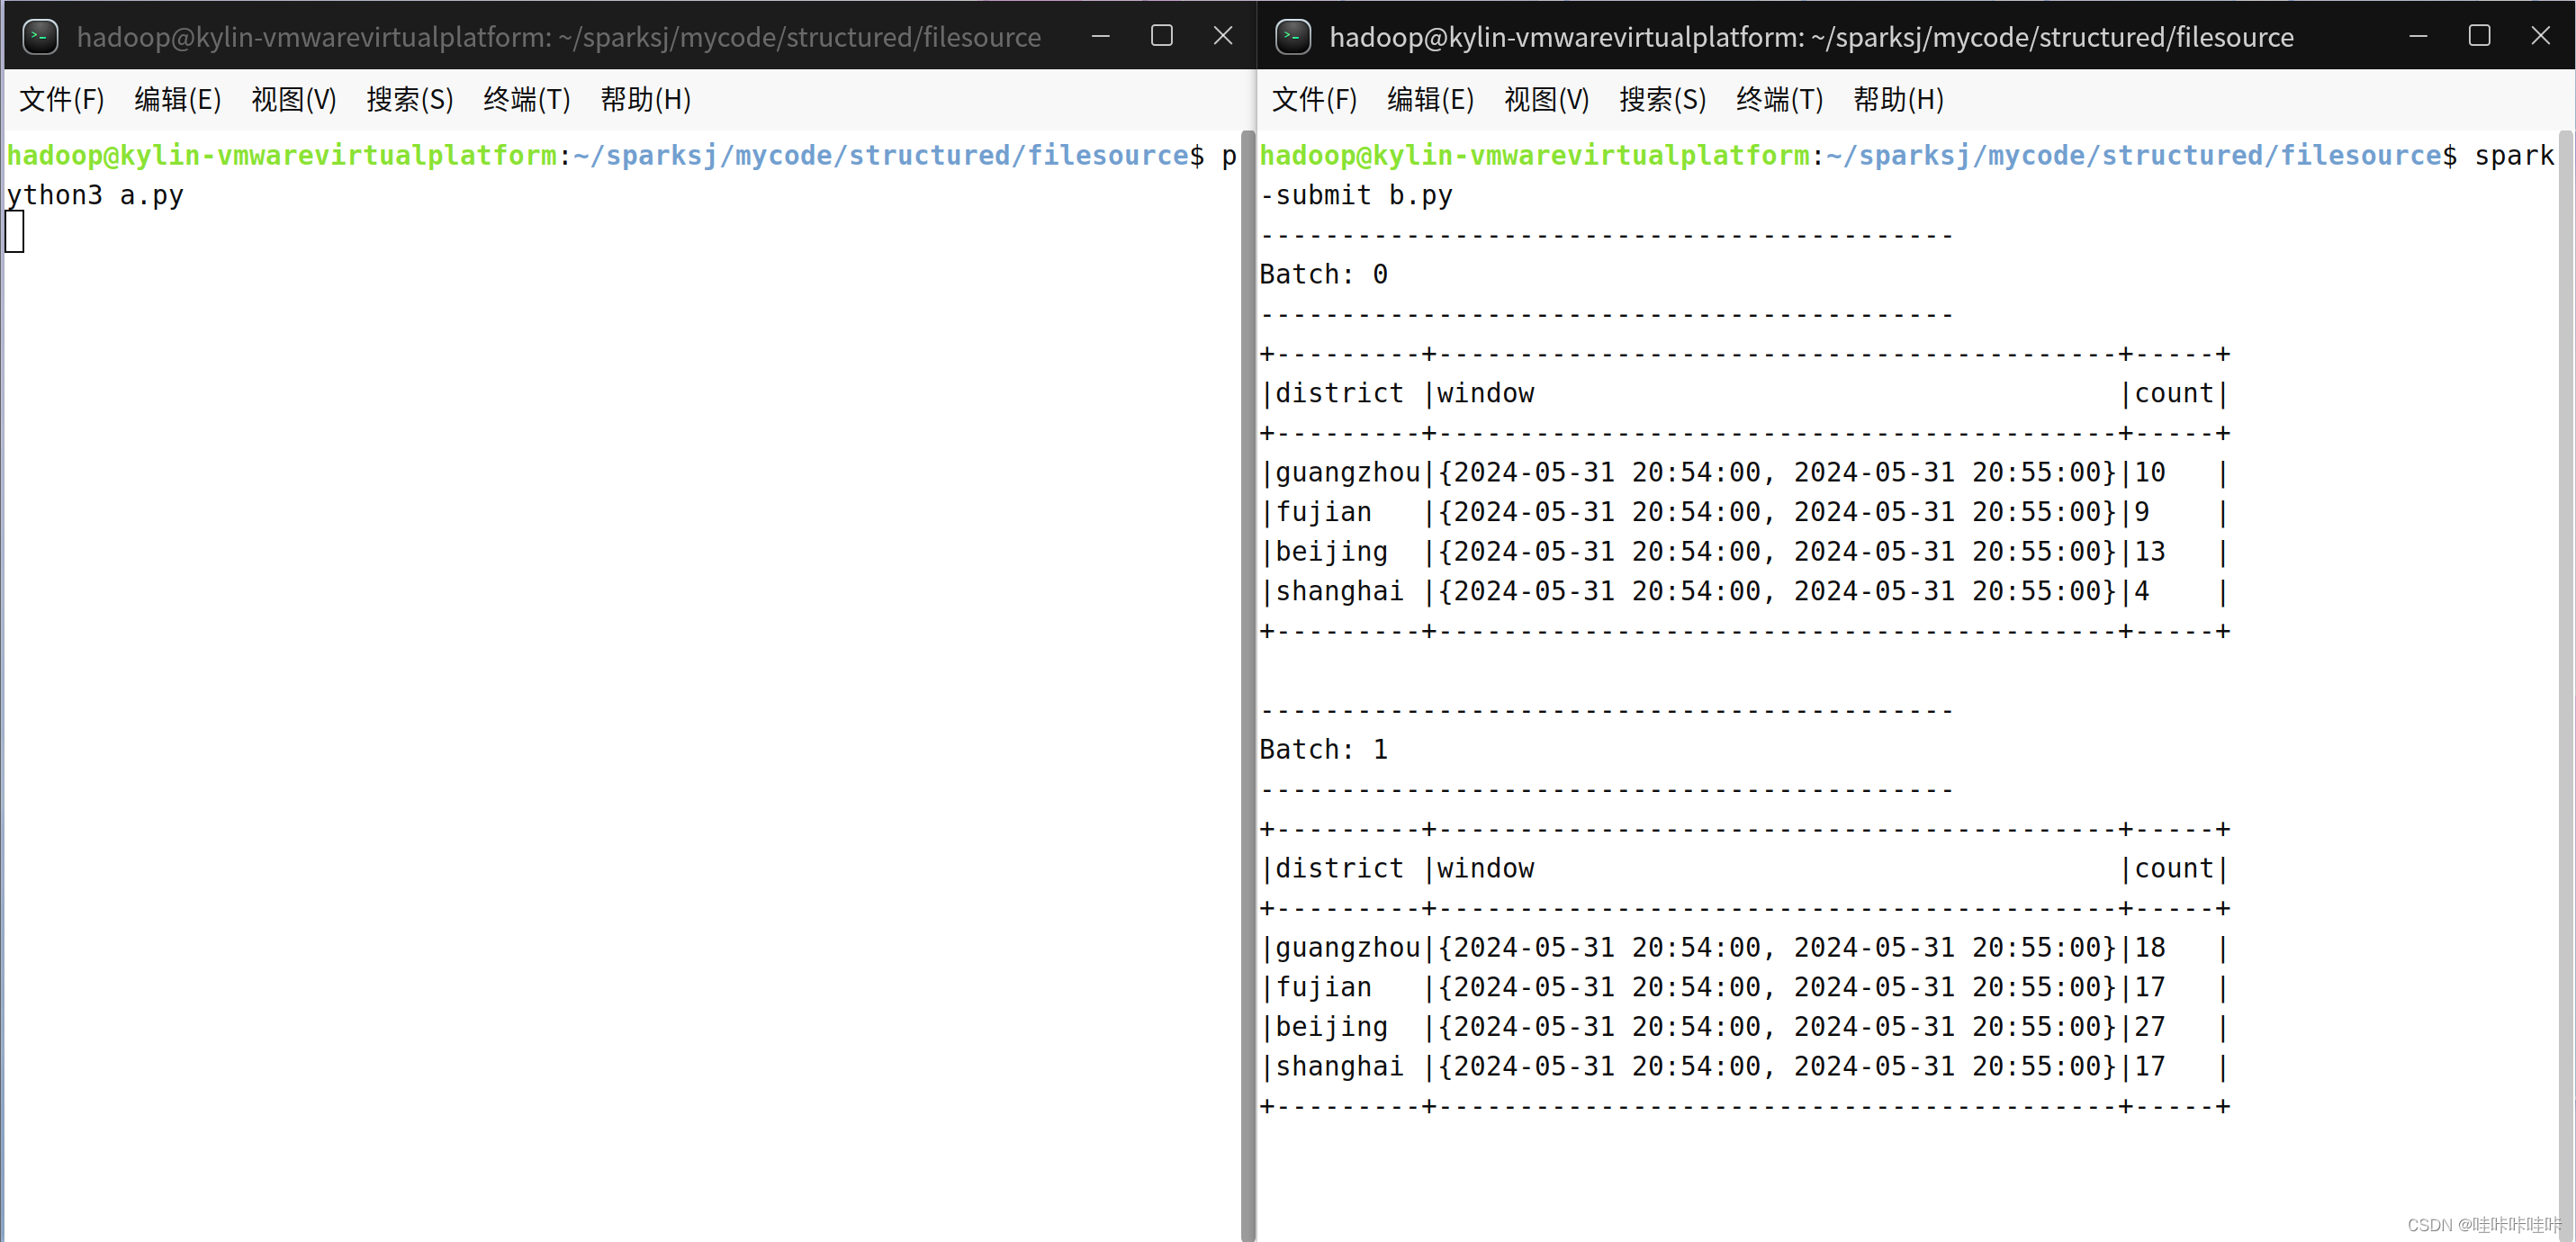 hadoop@kylin-vmwarevirtualplatform: ~/sparksj/mycode/structured/filesource
文件(F) 编辑(E) 视图(V) 搜索(S) 终端(T) 帮助(H)
hadoop@kylin-vmwarevirtualplatform:~/sparksj/mycode/structured/filesource$ p
ython3 a.py
hadoop@kylin-vmwarevirtualplatform: ~/sparksj/mycode/structured/filesource
文件(F) 编辑(E) 视图(V) 搜索(S) 终端(T) 帮助(H)
hadoop@kylin-vmwarevirtualplatform:~/sparksj/mycode/structured/filesource$ spark
-submit b.py
-------------------------------------------
Batch: 0
-------------------------------------------
+---------+------------------------------------------+-----+
|district |window                                    |count|
+---------+------------------------------------------+-----+
|guangzhou|{2024-05-31 20:54:00, 2024-05-31 20:55:00}|10   |
|fujian   |{2024-05-31 20:54:00, 2024-05-31 20:55:00}|9    |
|beijing  |{2024-05-31 20:54:00, 2024-05-31 20:55:00}|13   |
|shanghai |{2024-05-31 20:54:00, 2024-05-31 20:55:00}|4    |
+---------+------------------------------------------+-----+
-------------------------------------------
Batch: 1
-------------------------------------------
+---------+------------------------------------------+-----+
|district |window                                    |count|
+---------+------------------------------------------+-----+
|guangzhou|{2024-05-31 20:54:00, 2024-05-31 20:55:00}|18   |
|fujian   |{2024-05-31 20:54:00, 2024-05-31 20:55:00}|17   |
|beijing  |{2024-05-31 20:54:00, 2024-05-31 20:55:00}|27   |
|shanghai |{2024-05-31 20:54:00, 2024-05-31 20:55:00}|17   |
+---------+------------------------------------------+-----+
CSDN @哇咔咔哇咔